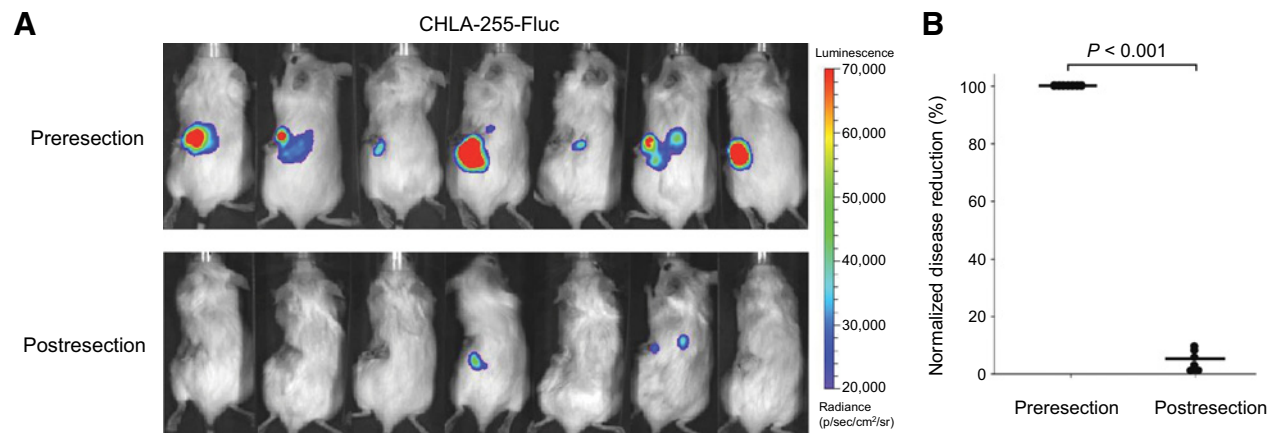 A
CHLA-255-Fluc
Preresection
Postresection
Luminescence
70,000
60,000
50,000
40,000
30,000
20,000
Radiance
(p/sec/cm²/sr)
B
P < 0.001
Normalized disease reduction (%)
100
80
60
40
20
0
Preresection Postresection